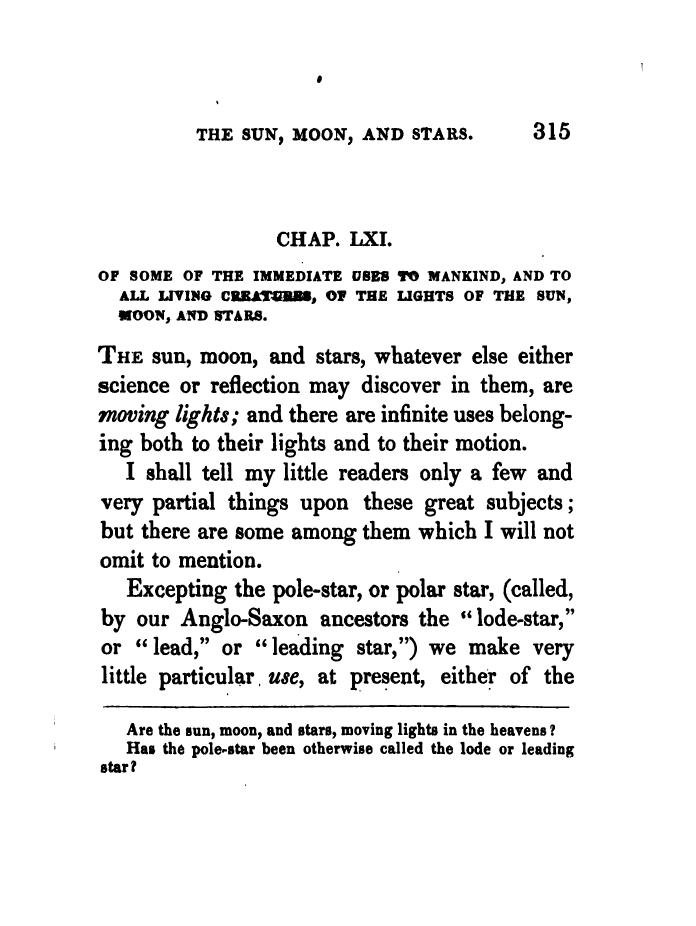 THE SUN, MOON, AND STARS. 315
CHAP. LXI.
OF SOME OF THE IMMEDIATE USES TO MANKIND, AND TO
ALL LIVING CREATURES, OF THE LIGHTS OF THE SUN,
MOON, AND STARS.
THE sun, moon, and stars, whatever else either
science or reflection may discover in them, are
moving lights; and there are infinite uses belong-
ing both to their lights and to their motion.
I shall tell my little readers only a few and
very partial things upon these great subjects;
but there are some among them which I will not
omit to mention.
Excepting the pole-star, or polar star, (called,
by our Anglo-Saxon ancestors the "lode-star,"
or "lead," or "leading star,") we make very
little particular use, at present, either of the
Are the sun, moon, and stars, moving lights in the heavens?
Has the pole-star been otherwise called the lode or leading
star?